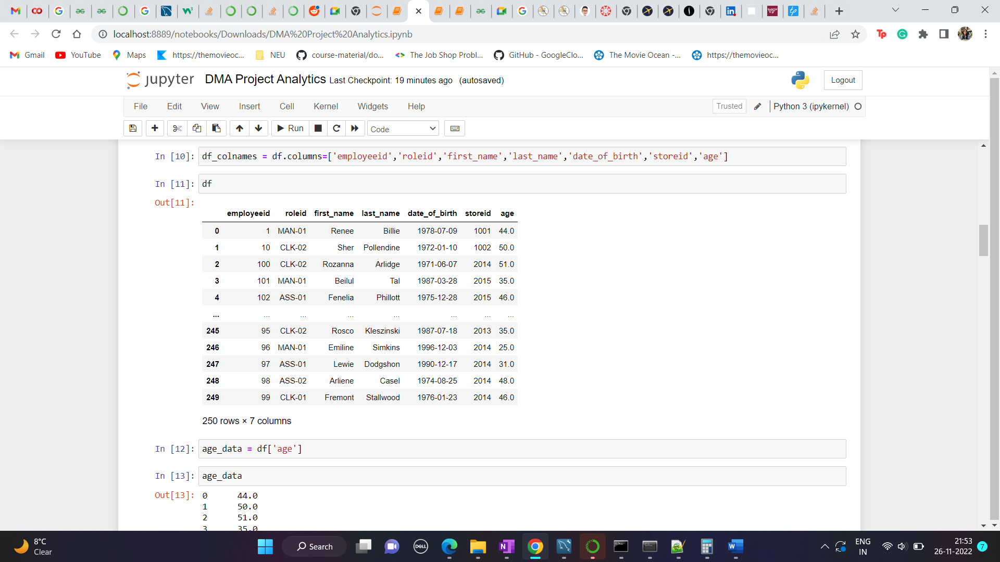 localhost:8889/notebooks/Downloads/DMA%20Project%20Analytics.ipynb
Gmail YouTube Maps https://themovieoc... NEU course-material/do... The Job Shop Probl... GitHub - GoogleClo... The Movie Ocean -... https://themovieoc...
jupyter DMA Project Analytics Last Checkpoint: 19 minutes ago (autosaved) Logout
File Edit View Insert Cell Kernel Widgets Help Trusted Python 3 (ipykernel)
Run Code
In [10]: df_colnames = df.columns=['employeeid','roleid','first_name','last_name','date_of_birth','storeid','age']
In [11]: df
Out[11]:
employeeid roleid first_name last_name date_of_birth storeid age
0 1 MAN-01 Renee Billie 1978-07-09 1001 44.0
1 10 CLK-02 Sher Pollendine 1972-01-10 1002 50.0
2 100 CLK-02 Rozanna Arlidge 1971-06-07 2014 51.0
3 101 MAN-01 Beilul Tal 1987-03-28 2015 35.0
4 102 ASS-01 Fenelia Phillott 1975-12-28 2015 46.0
... ... ... ... ... ... ... ...
245 95 CLK-02 Rosco Kleszinski 1987-07-18 2013 35.0
246 96 MAN-01 Emiline Simkins 1996-12-03 2014 25.0
247 97 ASS-01 Lewie Dodgshon 1990-12-17 2014 31.0
248 98 ASS-02 Arliene Casel 1974-08-25 2014 48.0
249 99 CLK-01 Fremont Stallwood 1976-01-23 2014 46.0
250 rows × 7 columns
In [12]: age_data = df['age']
In [13]: age_data
Out[13]: 0 44.0
1 50.0
2 51.0
3 35.0
8°C
Clear
Search
DELL
ENG
IN
21:53
26-11-2022
7